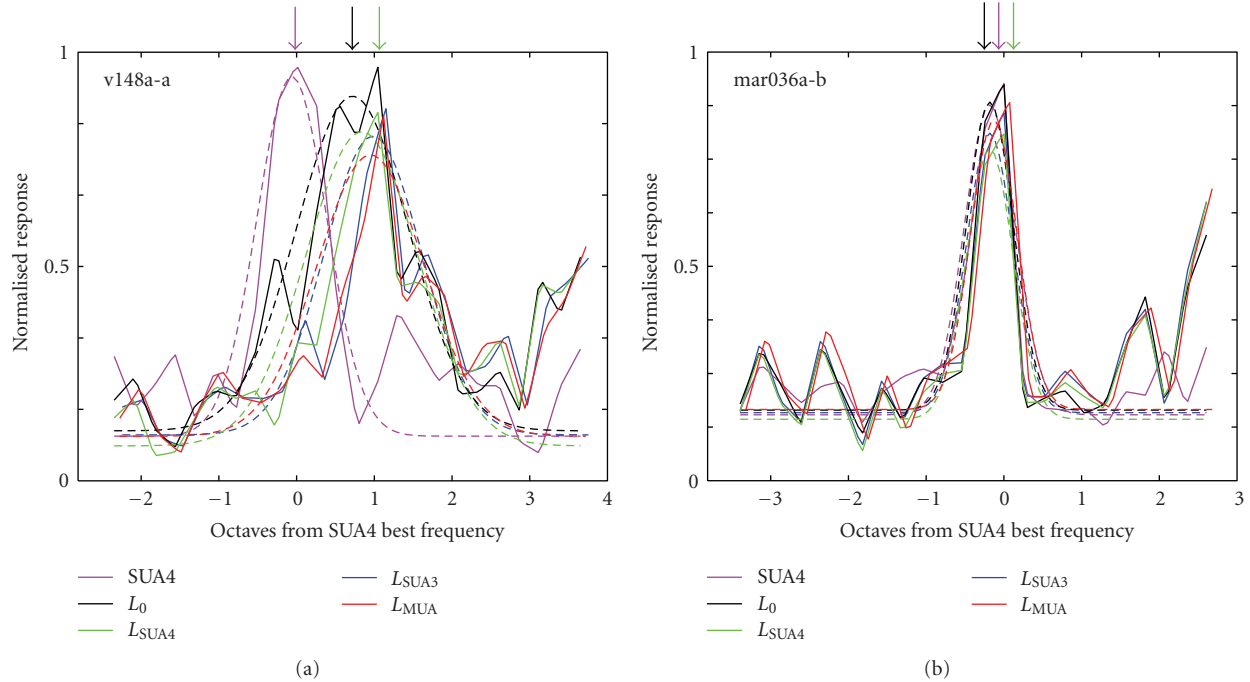 v148a-a
1
0.5
0
Normalised response
−2 −1 0 1 2 3 4
Octaves from SUA4 best frequency
SUA4
L0
LSUA4
LSUA3
LMUA
(a)
mar036a-b
1
0.5
0
Normalised response
−3 −2 −1 0 1 2 3
Octaves from SUA4 best frequency
SUA4
L0
LSUA4
LSUA3
LMUA
(b)